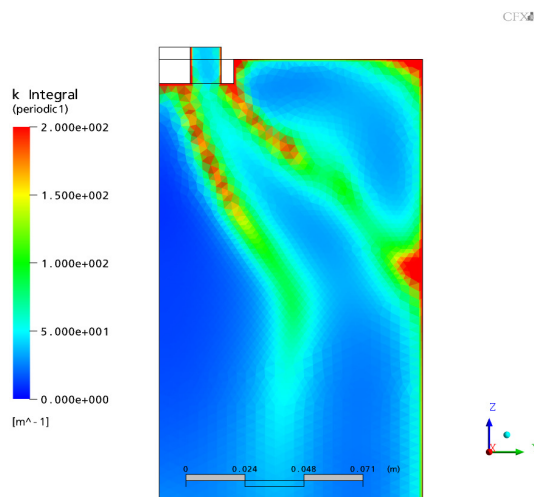 CFX
k Integral
(periodic1)
2.000e+002
1.500e+002
1.000e+002
5.000e+001
0.000e+000
[m^-1]
0 0.024 0.048 0.071 (m)
Z
X
Y